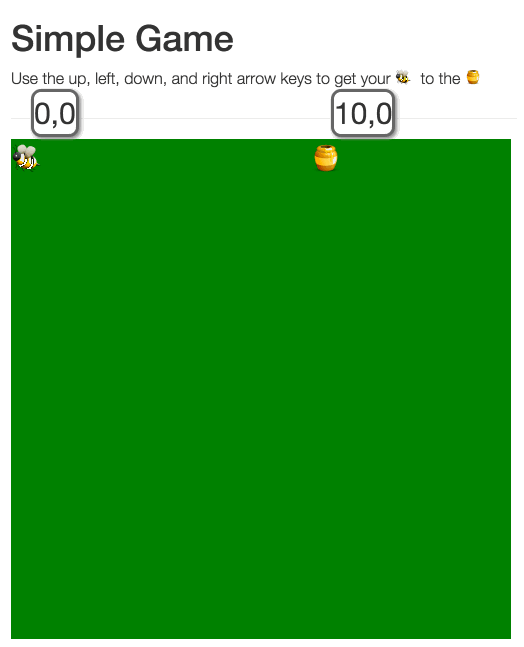 Simple Game
Use the up, left, down, and right arrow keys to get your to the
0,0
10,0